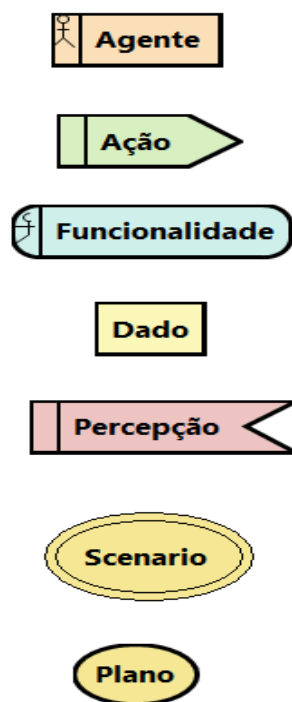 Agente
Ação
Funcionalidade
Dado
Percepção
Scenario
Plano